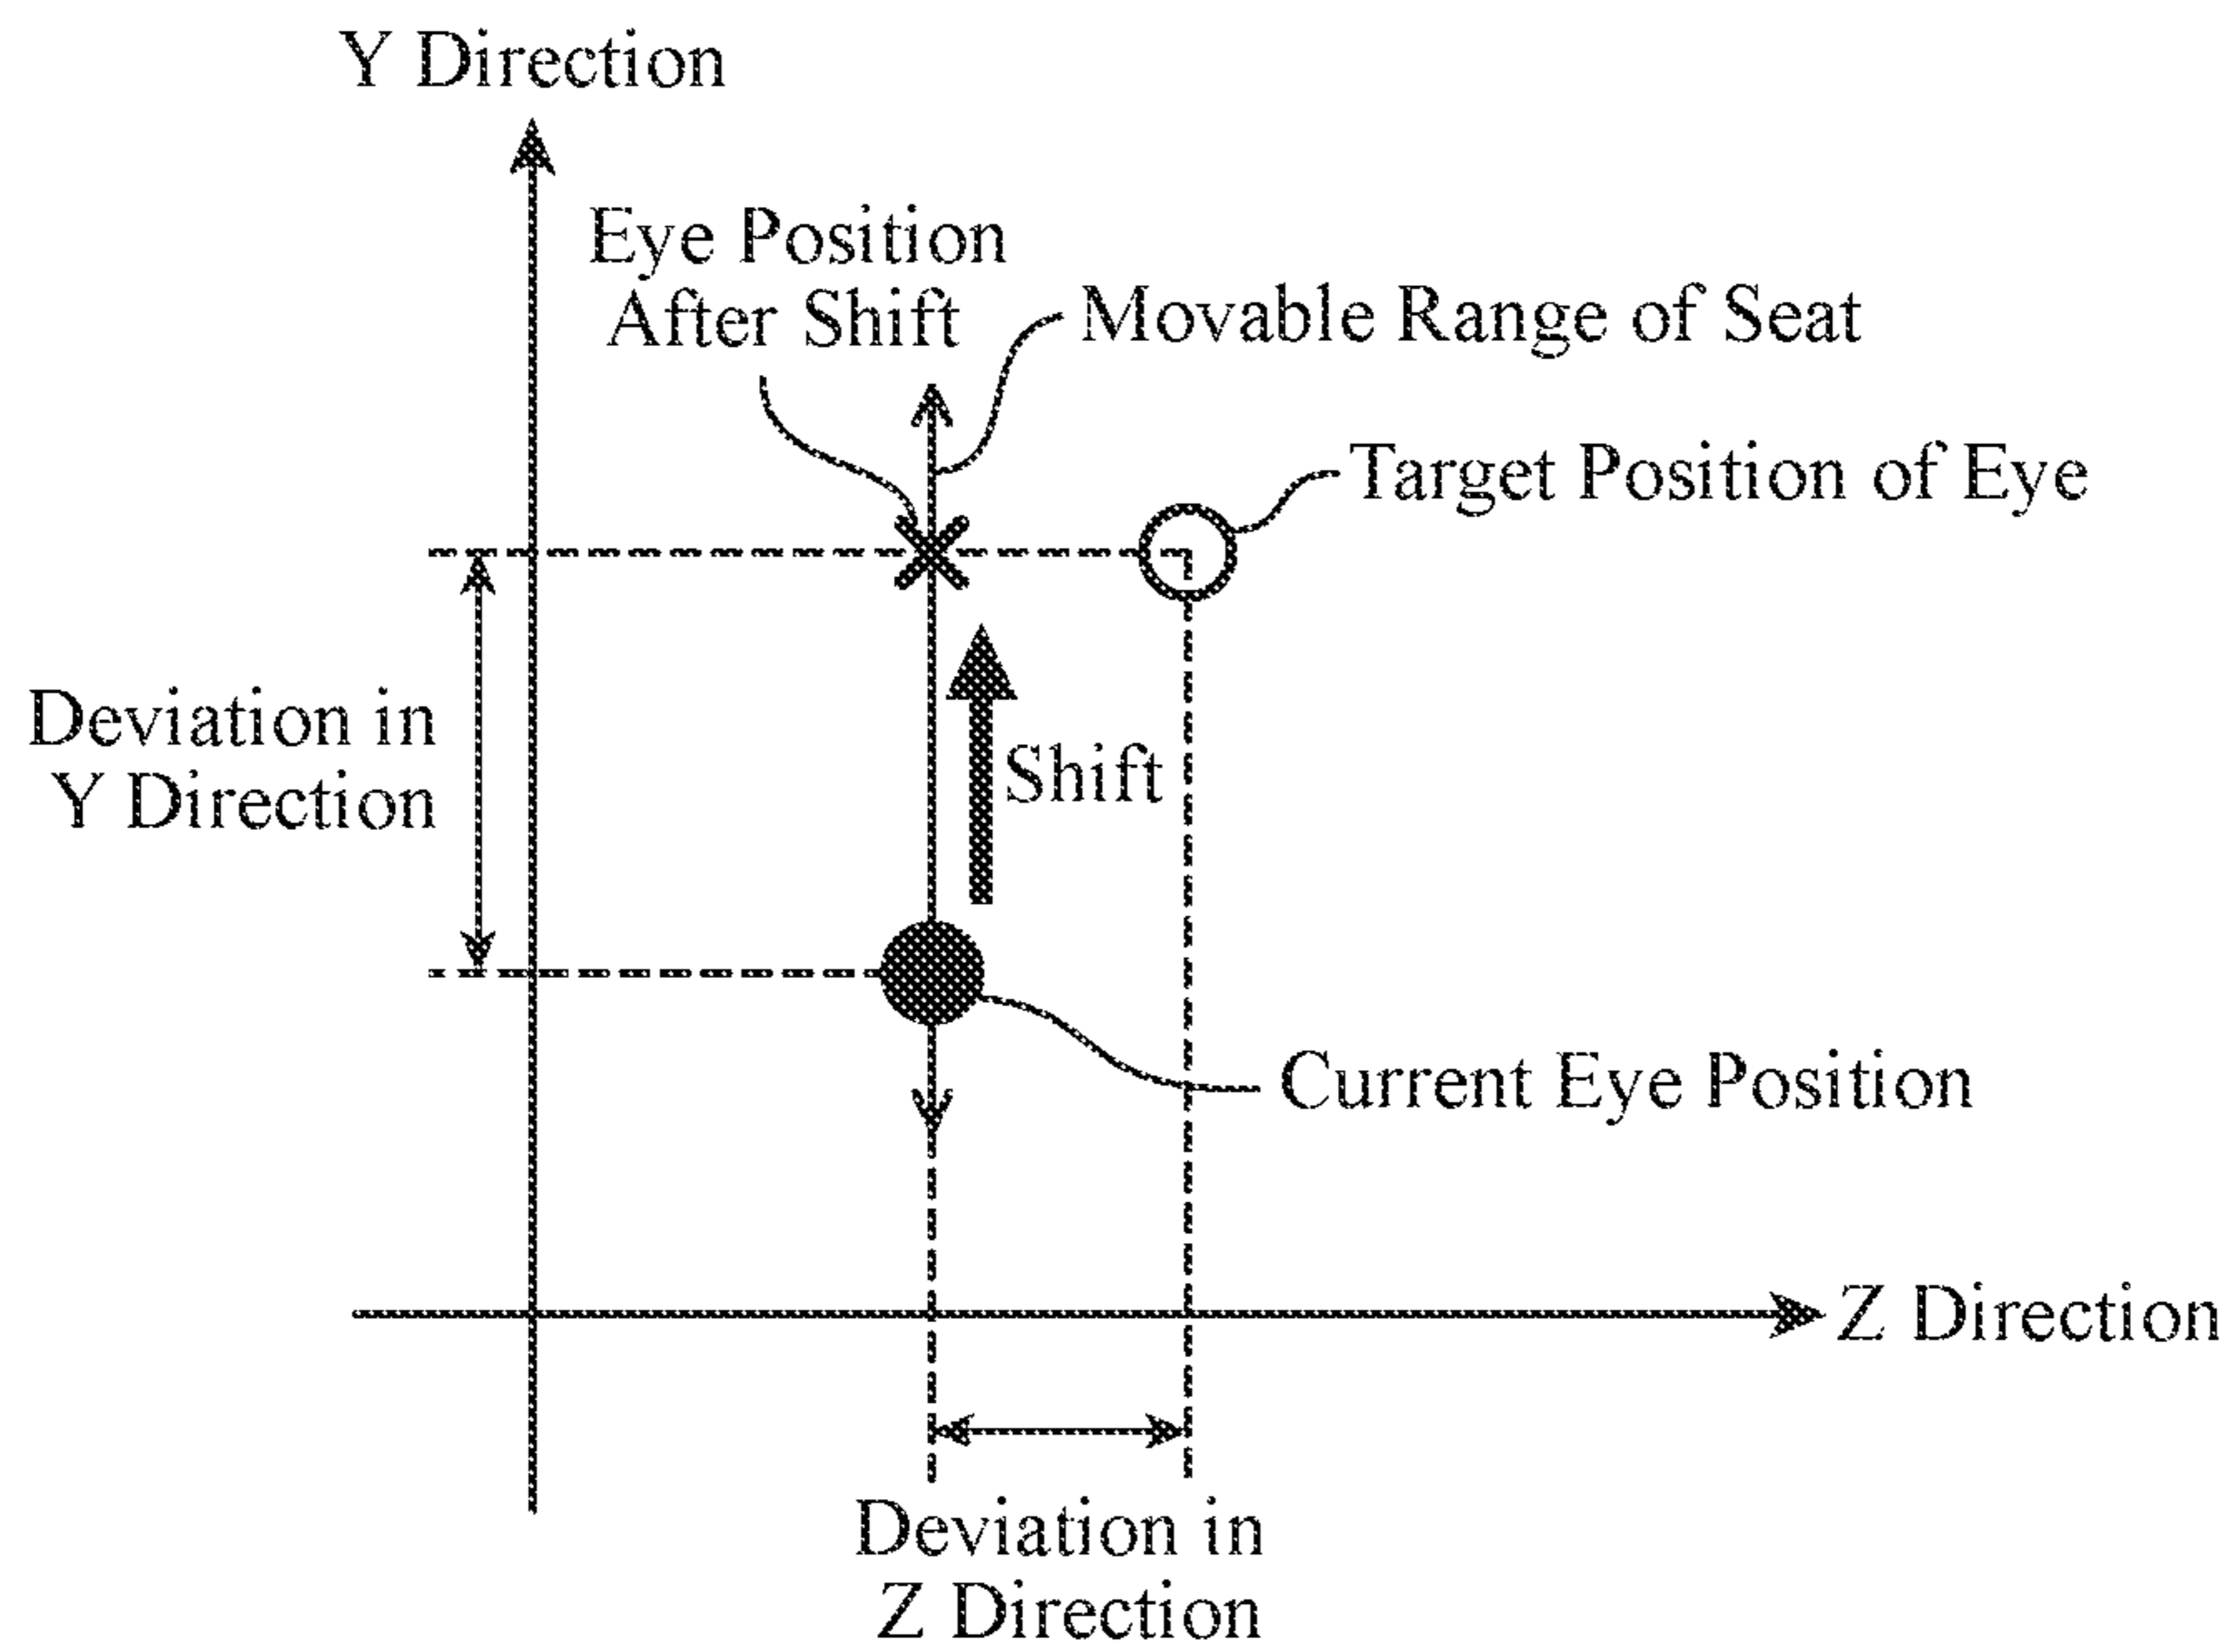 Y Direction
Eye Position
After Shift
Movable Range of Seat
Target Position of Eye
Deviation in
Y Direction
Shift
Current Eye Position
Z Direction
Deviation in
Z Direction